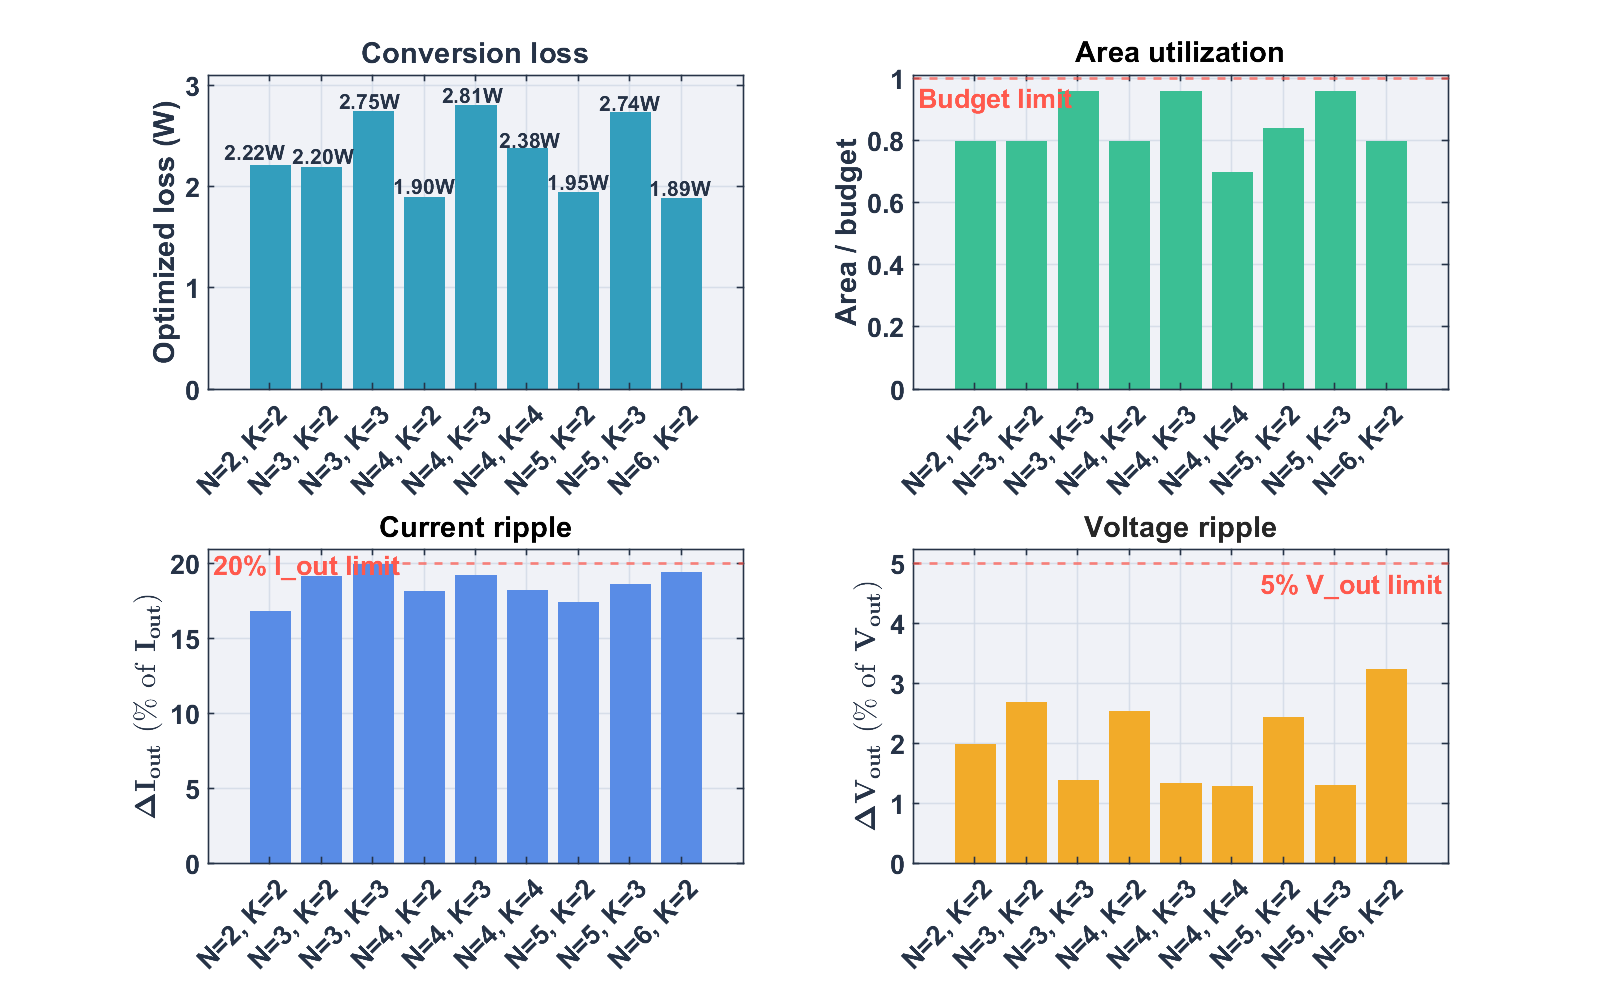 Conversion loss
Optimized loss (W)
3
2
1
0
2.22W
2.20W
2.75W
1.90W
2.81W
2.38W
1.95W
2.74W
1.89W
N=2, K=2
N=3, K=2
N=3, K=3
N=4, K=2
N=4, K=3
N=4, K=4
N=5, K=2
N=5, K=3
N=6, K=2
Area utilization
Area / budget
1
0.8
0.6
0.4
0.2
0
Budget limit
N=2, K=2
N=3, K=2
N=3, K=3
N=4, K=2
N=4, K=3
N=4, K=4
N=5, K=2
N=5, K=3
N=6, K=2
Current ripple
ΔI_out (% of I_out)
20
15
10
5
0
20% I_out limit
N=2, K=2
N=3, K=2
N=3, K=3
N=4, K=2
N=4, K=3
N=4, K=4
N=5, K=2
N=5, K=3
N=6, K=2
Voltage ripple
ΔV_out (% of V_out)
5
4
3
2
1
0
5% V_out limit
N=2, K=2
N=3, K=2
N=3, K=3
N=4, K=2
N=4, K=3
N=4, K=4
N=5, K=2
N=5, K=3
N=6, K=2